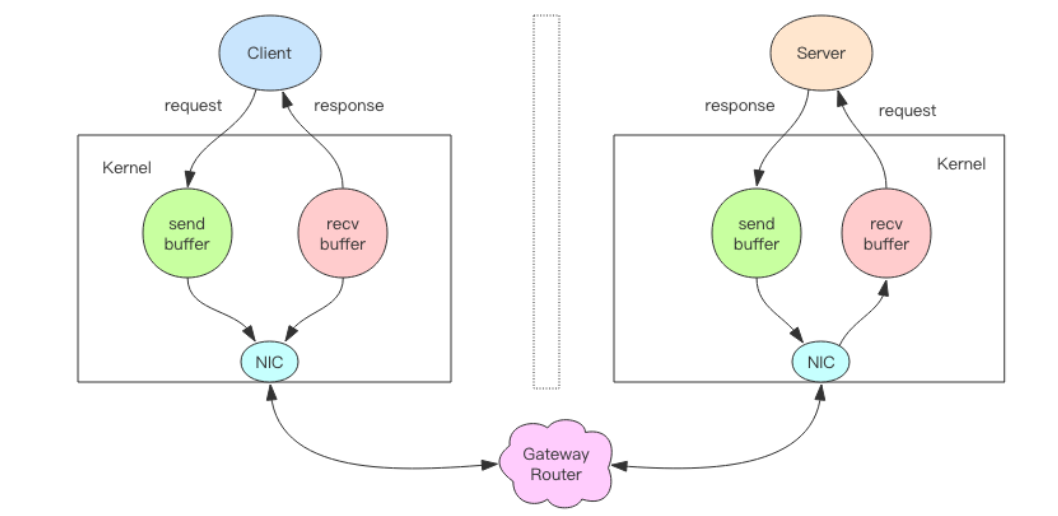 Client
Server
request
response
response
request
Kernel
Kernel
send
buffer
recv
buffer
send
buffer
recv
buffer
NIC
NIC
Gateway
Router